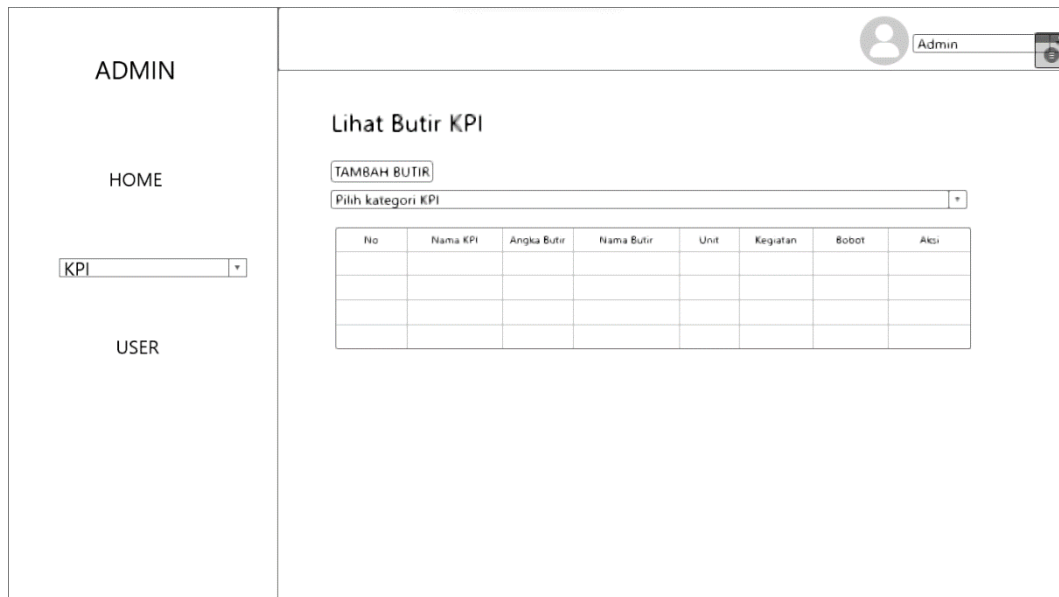 ADMIN
HOME
KPI
USER
Admin
Lihat Butir KPI
TAMBAH BUTIR
Pilih kategori KPI
No Nama KPI Angka Butir Nama Butir Unit Kegiatan Bobot Aksi